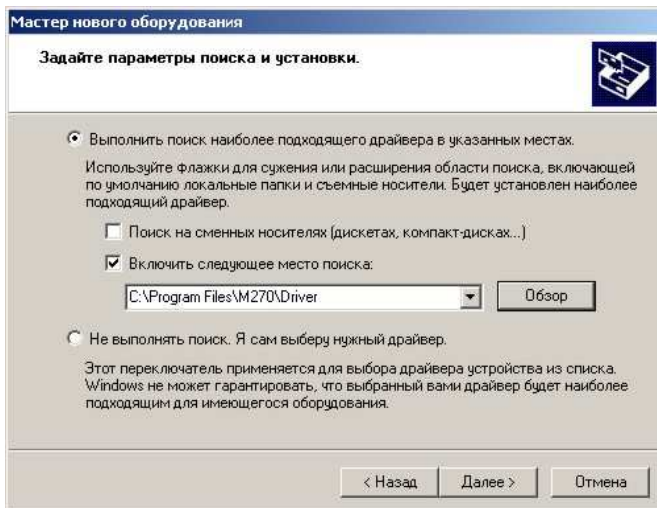 Мастер нового оборудования
Задайте параметры поиска и установки.
Выполнить поиск наиболее подходящего драйвера в указанных местах.
Используйте флажки для сужения или расширения области поиска, включающей
по умолчанию локальные папки и съемные носители. Будет установлен наиболее
подходящий драйвер.
Поиск на сменных носителях (дискетах, компакт-дисках...)
Включить следующее место поиска:
C:\Program Files\M270\Driver
Обзор
Не выполнять поиск. Я сам выберу нужный драйвер.
Этот переключатель применяется для выбора драйвера устройства из списка.
Windows не может гарантировать, что выбранный вами драйвер будет наиболее
подходящим для имеющегося оборудования.
< Назад
Далее >
Отмена